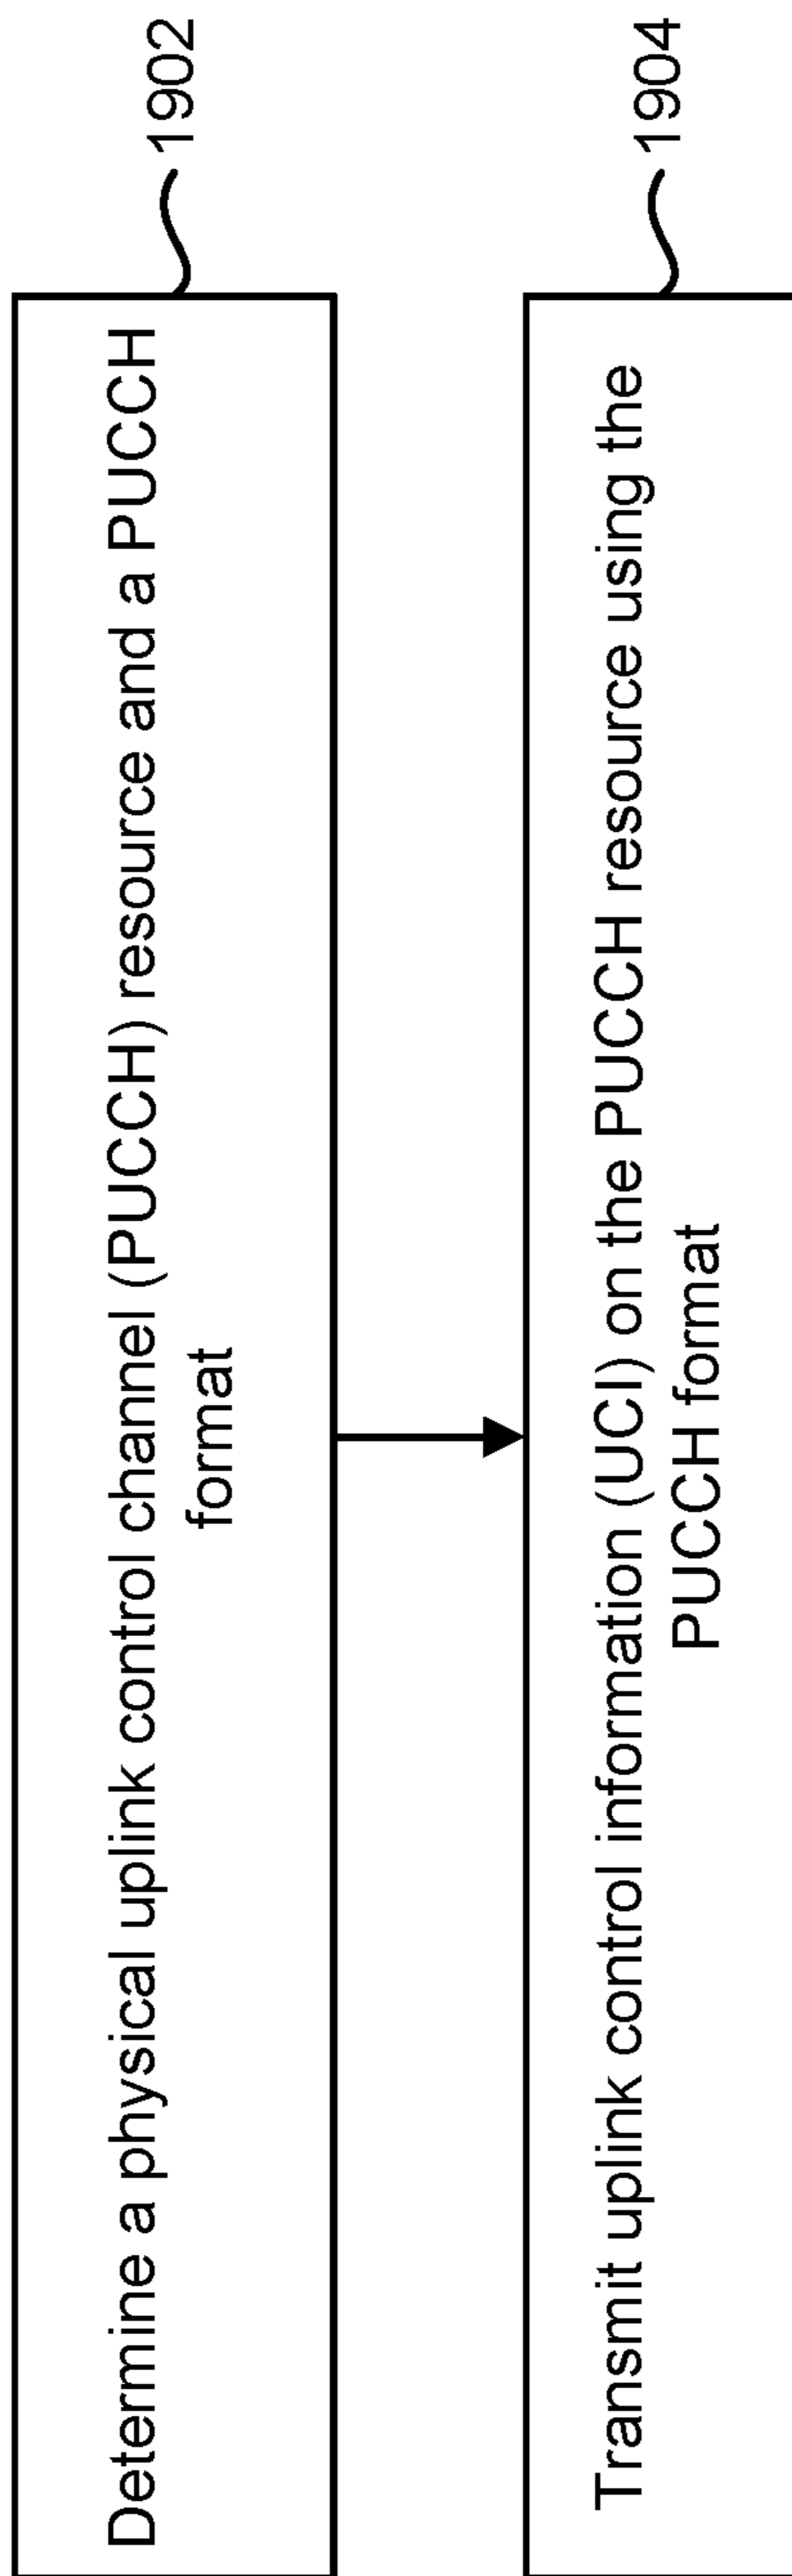 Determine a physical uplink control channel (PUCCH) resource and a PUCCH
format
1902
Transmit uplink control information (UCI) on the PUCCH resource using the
PUCCH format
1904